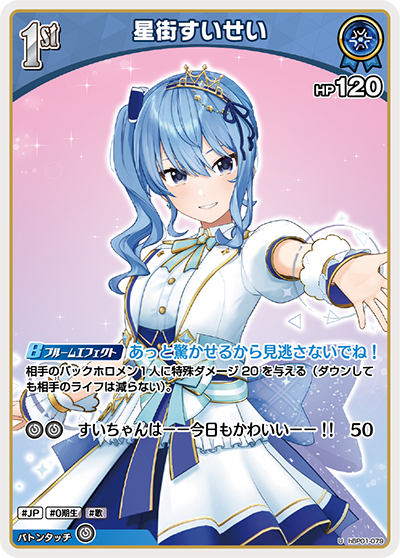 1st
星街すいせい
HP120
Bブルームエフェクト あっと驚かせるから見逃さないでね！
相手のバックホロメン1人に特殊ダメージ20を与える（ダウンして
も相手のライフは減らない）。
すいちゃんはーー今日もかわいいーー!! 50
#JP #0期生 #歌
バトンタッチ
U hBP01-079